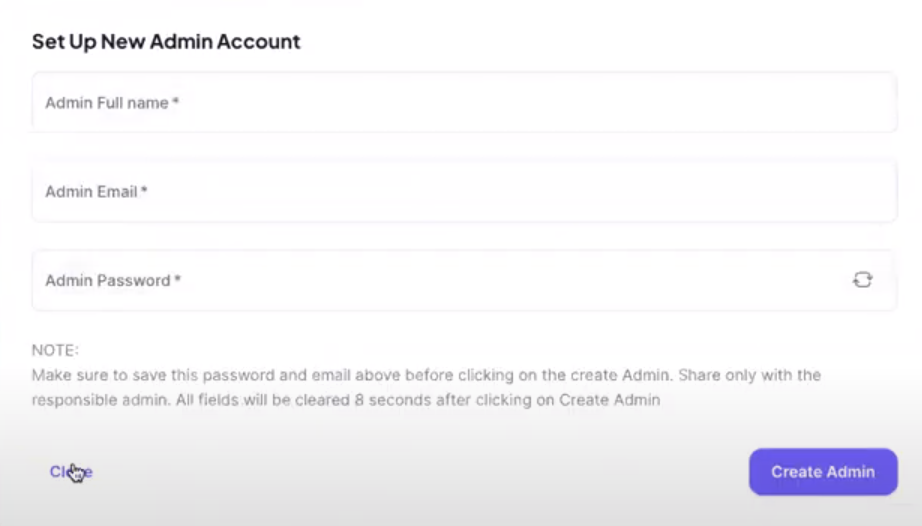 Set Up New Admin Account
Admin Full name *
Admin Email *
Admin Password *
NOTE:
Make sure to save this password and email above before clicking on the create Admin. Share only with the
responsible admin. All fields will be cleared 8 seconds after clicking on Create Admin
Create Admin